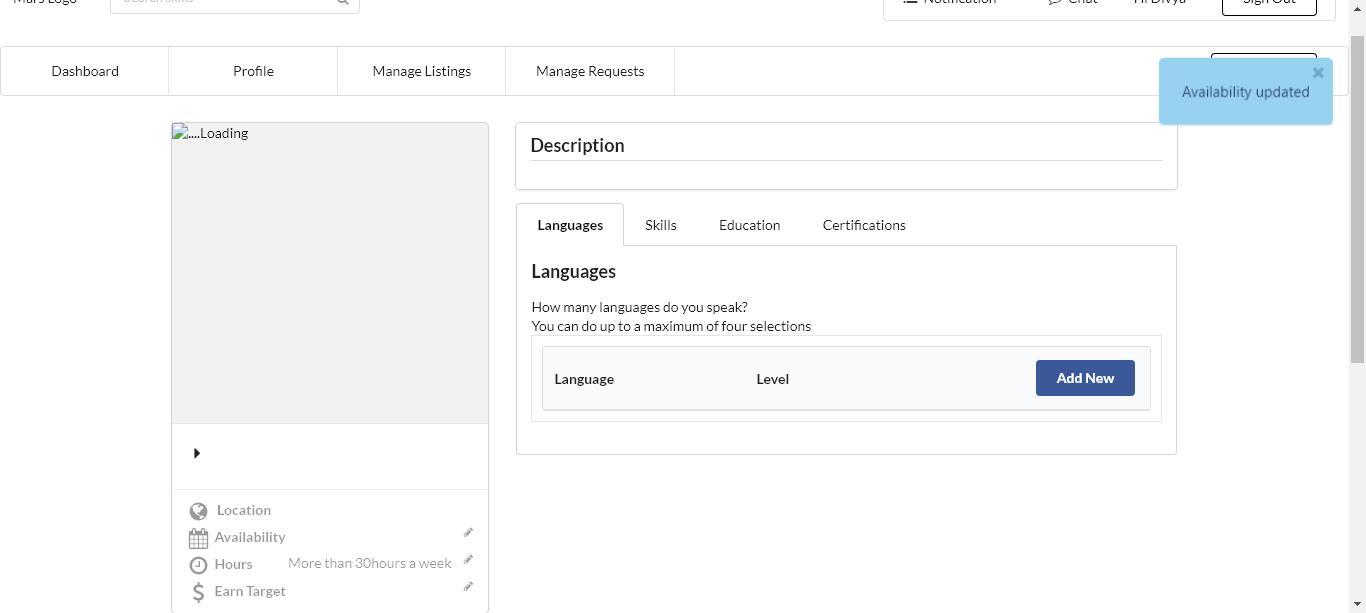 Mars Logo
Search skills
Notification
Chat
Hi Divya
Sign Out
Dashboard
Profile
Manage Listings
Manage Requests
Availability updated
....Loading
Description
Languages
Skills
Education
Certifications
Languages
How many languages do you speak?
You can do up to a maximum of four selections
Language
Level
Add New
Location
Availability
Hours
More than 30hours a week
Earn Target